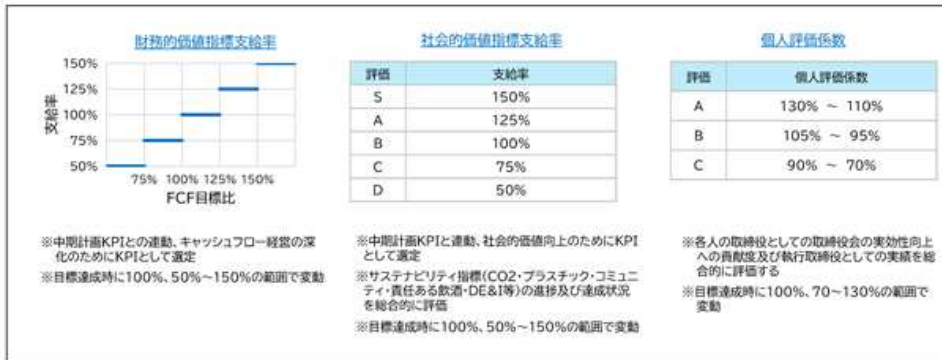 財務的価値指標支給率
150%
125%
100%
75%
50%
支給率
75% 100% 125% 150%
FCF目標比
※中期計画KPIとの連動、キャッシュフロー経営の深
化のためにKPIとして選定
※目標達成時に100%、50%～150%の範囲で変動
社会的価値指標支給率
評価 支給率
S 150%
A 125%
B 100%
C 75%
D 50%
※中期計画KPIと連動、社会的価値向上のためにKPI
として選定
※サステナビリティ指標(CO2・プラスチック・コミュニ
ティ・責任ある飲酒・DE&I等)の進捗及び達成状況
を総合的に評価
※目標達成時に100%、50%～150%の範囲で変動
個人評価係数
評価 個人評価係数
A 130% ～ 110%
B 105% ～ 95%
C 90% ～ 70%
※各人の取締役としての取締役会の実効性向上
への貢献度及び執行取締役としての実績を総
合的に評価する
※目標達成時に100%、70～130%の範囲で
変動